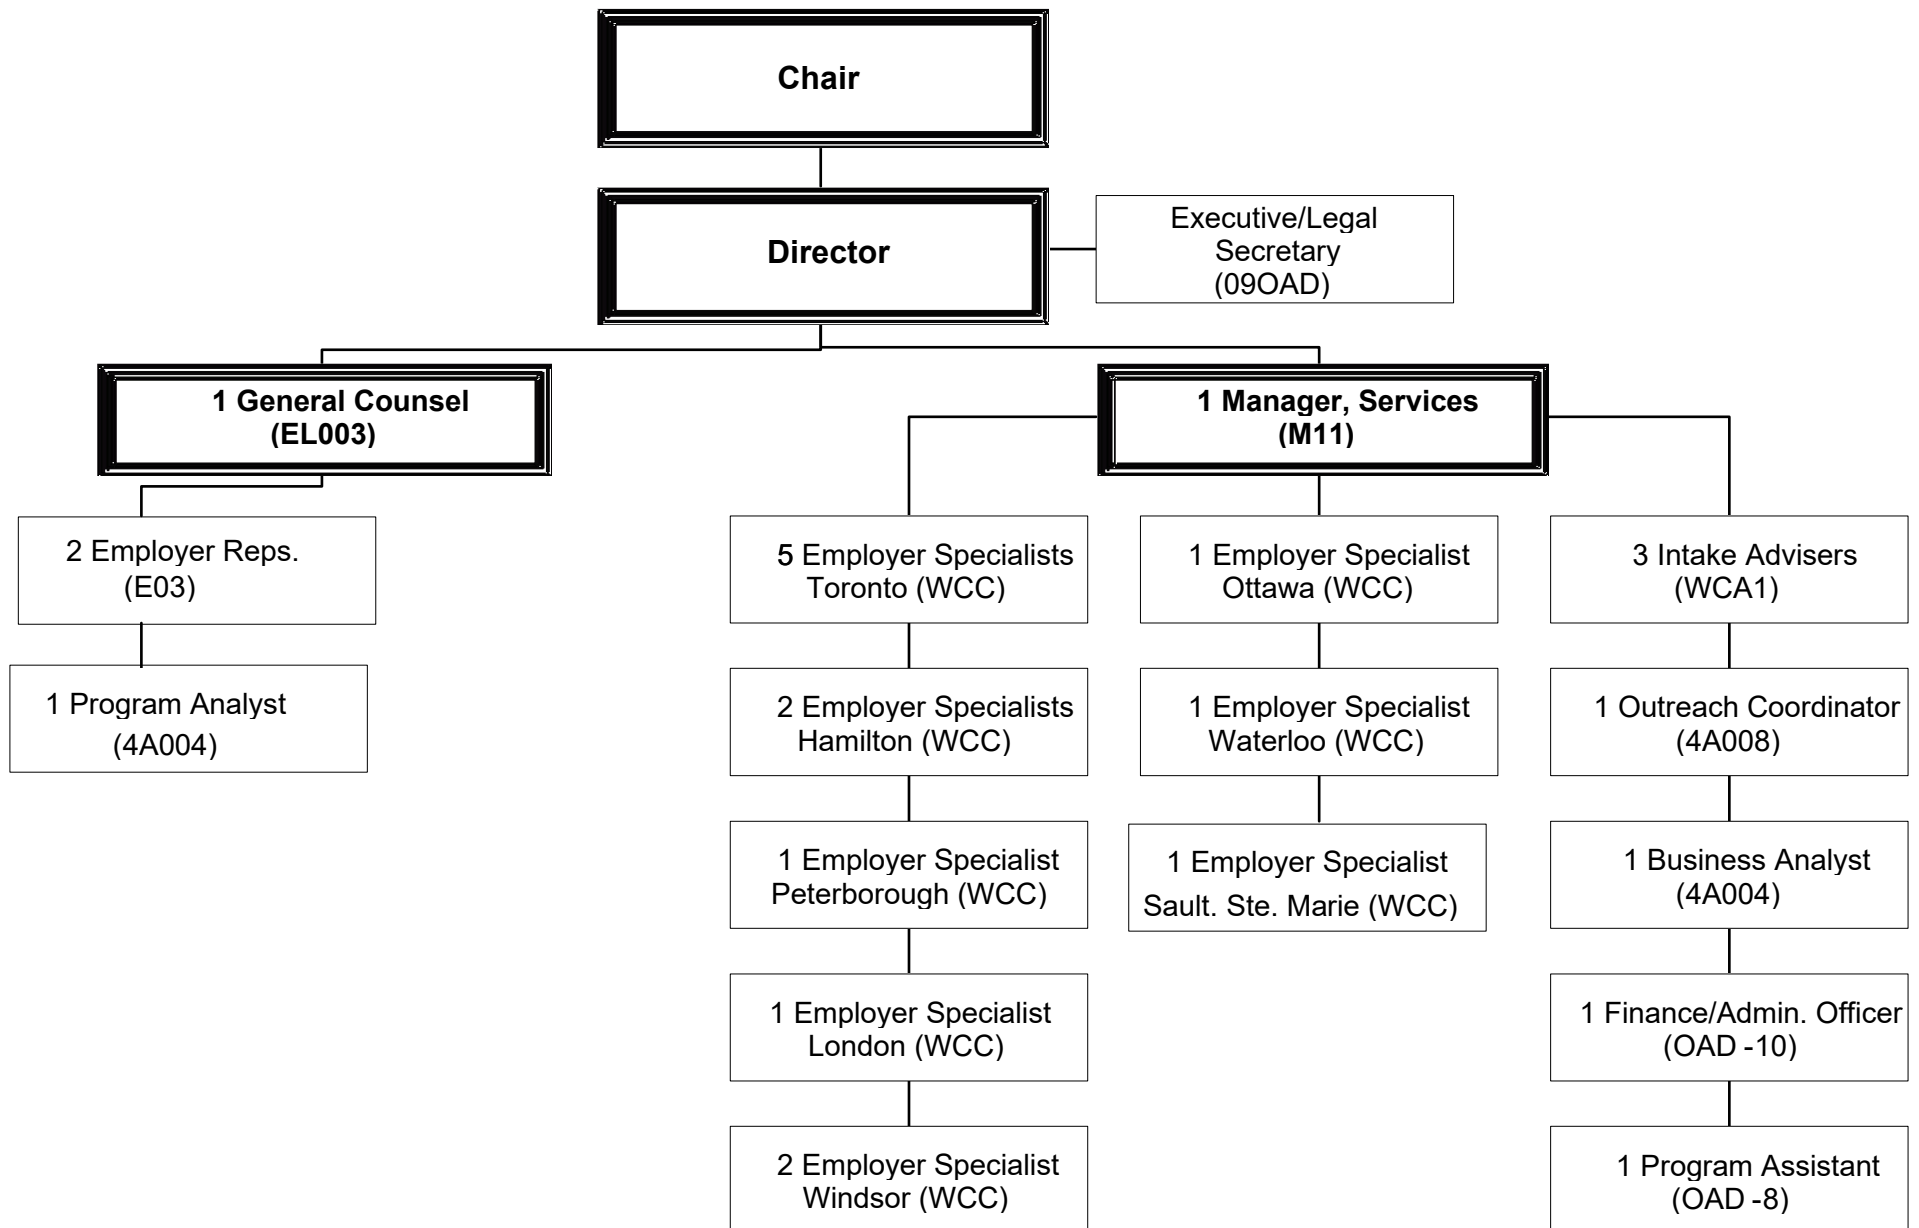 Chair
Director
Executive/Legal
Secretary
(09OAD)
1 General Counsel
(EL003)
1 Manager, Services
(M11)
2 Employer Reps.
(E03)
1 Program Analyst
(4A004)
5 Employer Specialists
Toronto (WCC)
2 Employer Specialists
Hamilton (WCC)
1 Employer Specialist
Peterborough (WCC)
1 Employer Specialist
London (WCC)
2 Employer Specialist
Windsor (WCC)
1 Employer Specialist
Ottawa (WCC)
1 Employer Specialist
Waterloo (WCC)
1 Employer Specialist
Sault. Ste. Marie (WCC)
3 Intake Advisers
(WCA1)
1 Outreach Coordinator
(4A008)
1 Business Analyst
(4A004)
1 Finance/Admin. Officer
(OAD -10)
1 Program Assistant
(OAD -8)